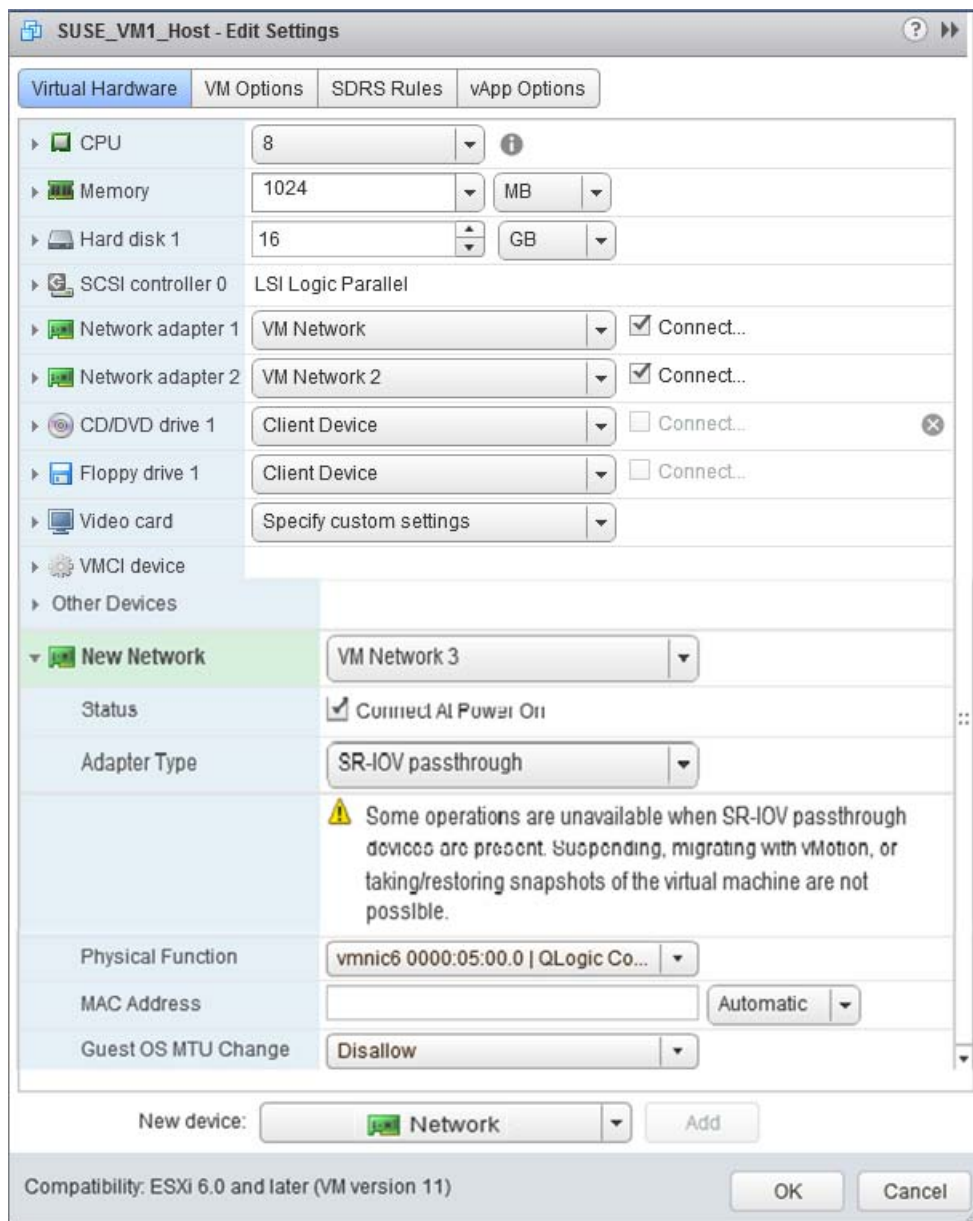 SUSE_VM1_Host - Edit Settings
Virtual Hardware VM Options SDRS Rules vApp Options
CPU 8
Memory 1024 MB
Hard disk 1 16 GB
SCSI controller 0 LSI Logic Parallel
Network adapter 1 VM Network Connect...
Network adapter 2 VM Network 2 Connect...
CD/DVD drive 1 Client Device Connect...
Floppy drive 1 Client Device Connect...
Video card Specify custom settings
VMCI device
Other Devices
New Network VM Network 3
Status Connect At Power On
Adapter Type SR-IOV passthrough
Some operations are unavailable when SR-IOV passthrough
devices are present. Suspending, migrating with vMotion, or
taking/restoring snapshots of the virtual machine are not
possible.
Physical Function vmnic6 0000:05:00.0 | QLogic Co...
MAC Address Automatic
Guest OS MTU Change Disallow
New device: Network Add
Compatibility: ESXi 6.0 and later (VM version 11) OK Cancel